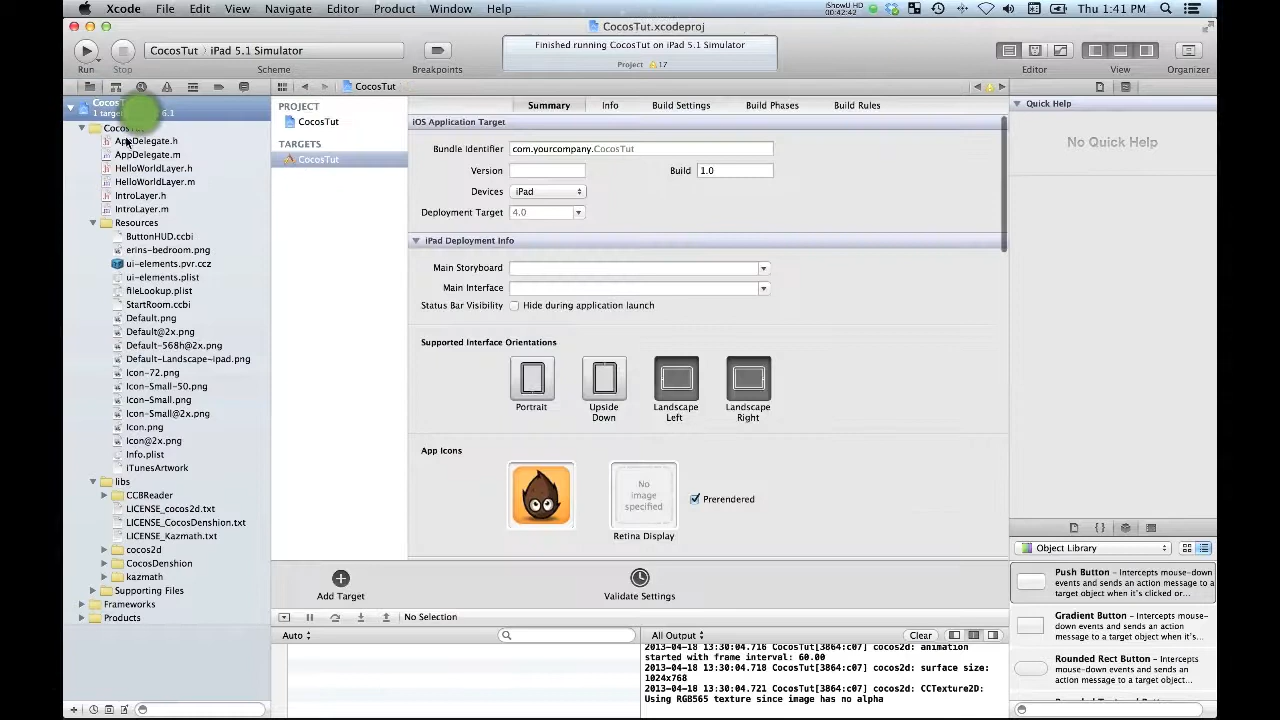 Xcode File Edit View Navigate Editor Product Window Help
iShowU HD
00:42:42
Thu 1:41 PM
CocosTut.xcodeproj
CocosTut iPad 5.1 Simulator
Finished running CocosTut on iPad 5.1 Simulator
Project 17
Run Stop Scheme Breakpoints Editor View Organizer
CocosTut
1 target
CocosTut
AppDelegate.h
AppDelegate.m
HelloWorldLayer.h
HelloWorldLayer.m
IntroLayer.h
IntroLayer.m
Resources
ButtonHUD.ccbi
erins-bedroom.png
ui-elements.pvr.ccz
ui-elements.plist
fileLookup.plist
StartRoom.ccbi
Default.png
Default@2x.png
Default-568h@2x.png
Default-Landscape-ipad.png
Icon-72.png
Icon-Small-50.png
Icon-Small.png
Icon-Small@2x.png
Icon.png
Icon@2x.png
Info.plist
iTunesArtwork
libs
CCBReader
LICENSE_cocos2d.txt
LICENSE_CocosDenshion.txt
LICENSE_Kazmath.txt
cocos2d
CocosDenshion
kazmath
Supporting Files
Frameworks
Products
PROJECT
CocosTut
TARGETS
CocosTut
Summary Info Build Settings Build Phases Build Rules
iOS Application Target
Bundle Identifier com.yourcompany.CocosTut
Version Build 1.0
Devices iPad
Deployment Target 4.0
iPad Deployment Info
Main Storyboard
Main Interface
Status Bar Visibility Hide during application launch
Supported Interface Orientations
Portrait
Upside
Down
Landscape
Left
Landscape
Right
App Icons
No
image
specified
Prerendered
Retina Display
Add Target
Validate Settings
No Selection
Auto
All Output
Clear
2013-04-18 13:30:04.716 CocosTut[3864:c07] cocos2d: animation
started with frame interval: 60.00
2013-04-18 13:30:04.718 CocosTut[3864:c07] cocos2d: surface size:
1024x768
2013-04-18 13:30:04.721 CocosTut[3864:c07] cocos2d: CCTexture2D:
Using RGB565 texture since image has no alpha
Quick Help
No Quick Help
Object Library
Push Button - Intercepts mouse-down
events and sends an action message to a
target object when it's clicked or...
Gradient Button - Intercepts mouse-
down events and sends an action
message to a target object when it's...
Rounded Rect Button - Intercepts
mouse-down events and sends an
action message to a target object...